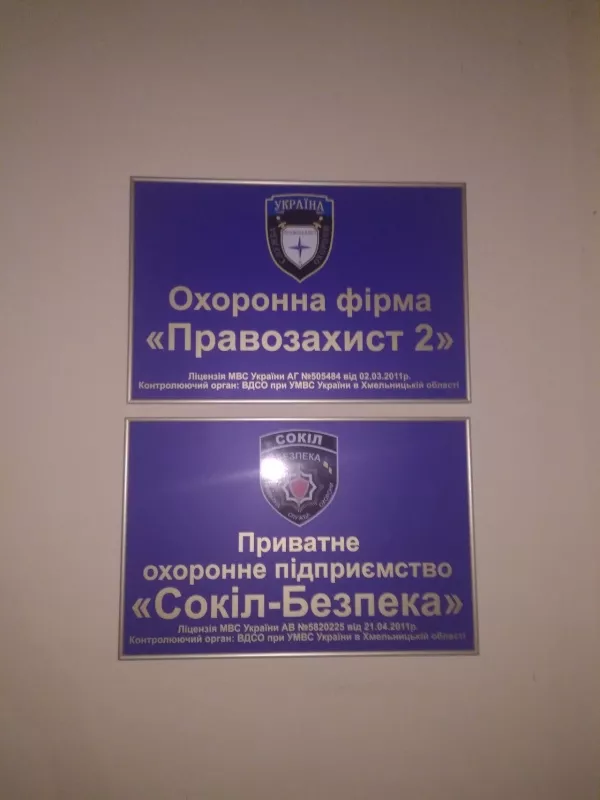 УКРАЇНА
Охоронна фірма
«Правозахист 2»
Ліцензія МВС України АГ №505484 від 02.03.2011р.
Контролюючий орган: ВДСО при УМВС України в Хмельницькій області
СОКІЛ
БЕЗПЕКА
Приватне
охоронне підприємство
«Сокіл-Безпека»
Ліцензія МВС України АВ №5820225 від 21.04.2011р.
Контролюючий орган: ВДСО при УМВС України в Хмельницькій області